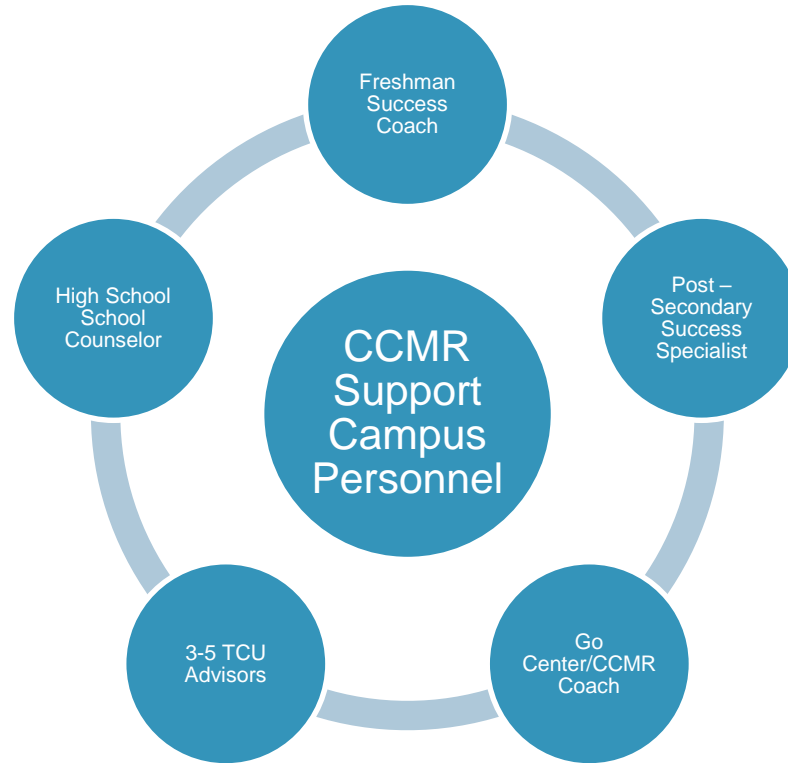 Freshman
Success
Coach
Post –
Secondary
Success
Specialist
Go
Center/CCMR
Coach
3-5 TCU
Advisors
High School
School
Counselor
CCMR
Support
Campus
Personnel